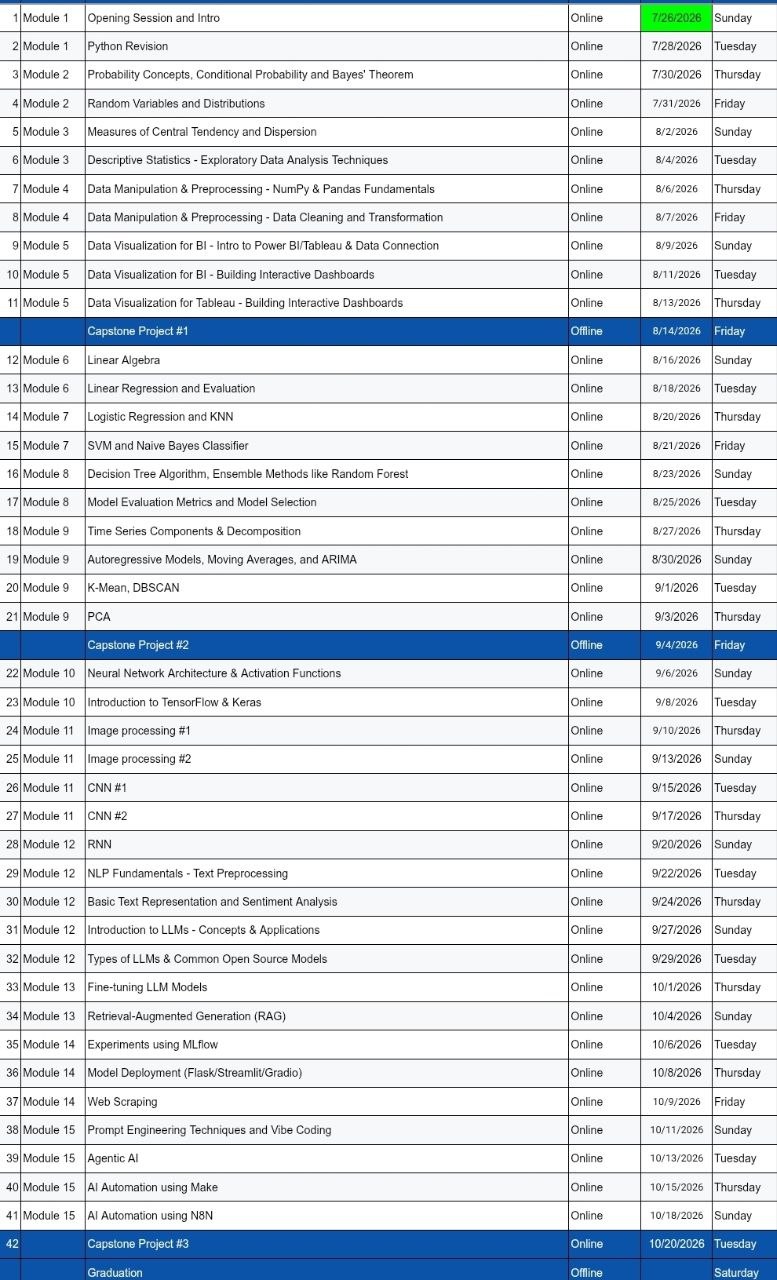 1 Module 1 Opening Session and Intro Online 7/26/2026 Sunday
2 Module 1 Python Revision Online 7/28/2026 Tuesday
3 Module 2 Probability Concepts, Conditional Probability and Bayes' Theorem Online 7/30/2026 Thursday
4 Module 2 Random Variables and Distributions Online 7/31/2026 Friday
5 Module 3 Measures of Central Tendency and Dispersion Online 8/2/2026 Sunday
6 Module 3 Descriptive Statistics - Exploratory Data Analysis Techniques Online 8/4/2026 Tuesday
7 Module 4 Data Manipulation & Preprocessing - NumPy & Pandas Fundamentals Online 8/6/2026 Thursday
8 Module 4 Data Manipulation & Preprocessing - Data Cleaning and Transformation Online 8/7/2026 Friday
9 Module 5 Data Visualization for BI - Intro to Power BI/Tableau & Data Connection Online 8/9/2026 Sunday
10 Module 5 Data Visualization for BI - Building Interactive Dashboards Online 8/11/2026 Tuesday
11 Module 5 Data Visualization for Tableau - Building Interactive Dashboards Online 8/13/2026 Thursday
Capstone Project #1 Offline 8/14/2026 Friday
12 Module 6 Linear Algebra Online 8/16/2026 Sunday
13 Module 6 Linear Regression and Evaluation Online 8/18/2026 Tuesday
14 Module 7 Logistic Regression and KNN Online 8/20/2026 Thursday
15 Module 7 SVM and Naive Bayes Classifier Online 8/21/2026 Friday
16 Module 8 Decision Tree Algorithm, Ensemble Methods like Random Forest Online 8/23/2026 Sunday
17 Module 8 Model Evaluation Metrics and Model Selection Online 8/25/2026 Tuesday
18 Module 9 Time Series Components & Decomposition Online 8/27/2026 Thursday
19 Module 9 Autoregressive Models, Moving Averages, and ARIMA Online 8/30/2026 Sunday
20 Module 9 K-Mean, DBSCAN Online 9/1/2026 Tuesday
21 Module 9 PCA Online 9/3/2026 Thursday
Capstone Project #2 Offline 9/4/2026 Friday
22 Module 10 Neural Network Architecture & Activation Functions Online 9/6/2026 Sunday
23 Module 10 Introduction to TensorFlow & Keras Online 9/8/2026 Tuesday
24 Module 11 Image processing #1 Online 9/10/2026 Thursday
25 Module 11 Image processing #2 Online 9/13/2026 Sunday
26 Module 11 CNN #1 Online 9/15/2026 Tuesday
27 Module 11 CNN #2 Online 9/17/2026 Thursday
28 Module 12 RNN Online 9/20/2026 Sunday
29 Module 12 NLP Fundamentals - Text Preprocessing Online 9/22/2026 Tuesday
30 Module 12 Basic Text Representation and Sentiment Analysis Online 9/24/2026 Thursday
31 Module 12 Introduction to LLMs - Concepts & Applications Online 9/27/2026 Sunday
32 Module 12 Types of LLMs & Common Open Source Models Online 9/29/2026 Tuesday
33 Module 13 Fine-tuning LLM Models Online 10/1/2026 Thursday
34 Module 13 Retrieval-Augmented Generation (RAG) Online 10/4/2026 Sunday
35 Module 14 Experiments using MLflow Online 10/6/2026 Tuesday
36 Module 14 Model Deployment (Flask/Streamlit/Gradio) Online 10/8/2026 Thursday
37 Module 14 Web Scraping Online 10/9/2026 Friday
38 Module 15 Prompt Engineering Techniques and Vibe Coding Online 10/11/2026 Sunday
39 Module 15 Agentic AI Online 10/13/2026 Tuesday
40 Module 15 AI Automation using Make Online 10/15/2026 Thursday
41 Module 15 AI Automation using N8N Online 10/18/2026 Sunday
42 Capstone Project #3 Online 10/20/2026 Tuesday
Graduation Offline Saturday